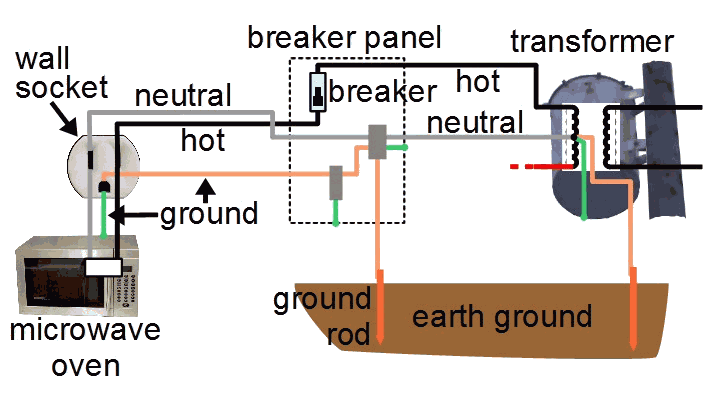 breaker panel
transformer
wall
socket
neutral
hot
breaker
hot
neutral
ground
microwave
oven
ground
rod
earth ground